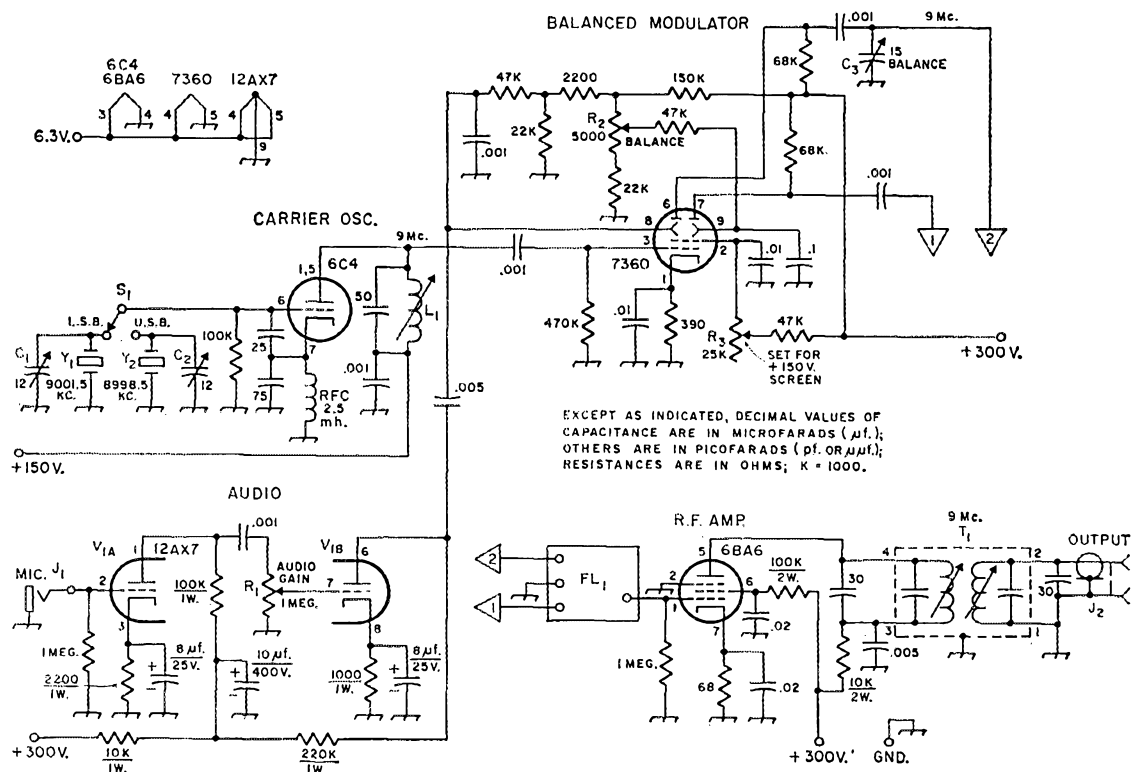 BALANCED MODULATOR
.001
9 Mc.
6C4
6BA6
7360
12AX7
3
4
4
5
4
5
9
6.3V.
47K
2200
150K
68K
C3
15
BALANCE
.001
22K
R2
5000
47K
BALANCE
22K
68K
.001
CARRIER OSC.
9 Mc.
.001
6
7
8
9
3
2
7360
1
.01
.1
1
2
6C4
1,5
6
7
50
L1
S1
L.S.B.
U.S.B.
100K
25
75
.001
RFC
2.5
mh.
C1
12
Y1
9001.5
KC.
Y2
8998.5
KC.
C2
12
470K
.01
390
R3
25K
47K
SET FOR
+150 V.
SCREEN
+300V.
.005
+150V.
EXCEPT AS INDICATED, DECIMAL VALUES OF
CAPACITANCE ARE IN MICROFARADS (µf.);
OTHERS ARE IN PICOFARADS (pf. OR µµf.);
RESISTANCES ARE IN OHMS; K = 1000.
AUDIO
V1A
12AX7
1
2
3
MIC.
J1
.001
100K
1W.
R1
AUDIO
GAIN
1 MEG.
V1B
6
7
8
1 MEG.
2200
1W.
8 µf.
25V.
10 µf.
400V.
1000
1W.
8 µf.
25V.
+300V.
10K
1W.
220K
1W
R.F. AMP.
6BA6
2
1
FL1
5
2
1
6
7
100K
2W.
.02
1 MEG.
68
.02
30
.005
10K
2W.
9 Mc.
T1
4
3
2
1
30
OUTPUT
J2
+300V.'
GND.